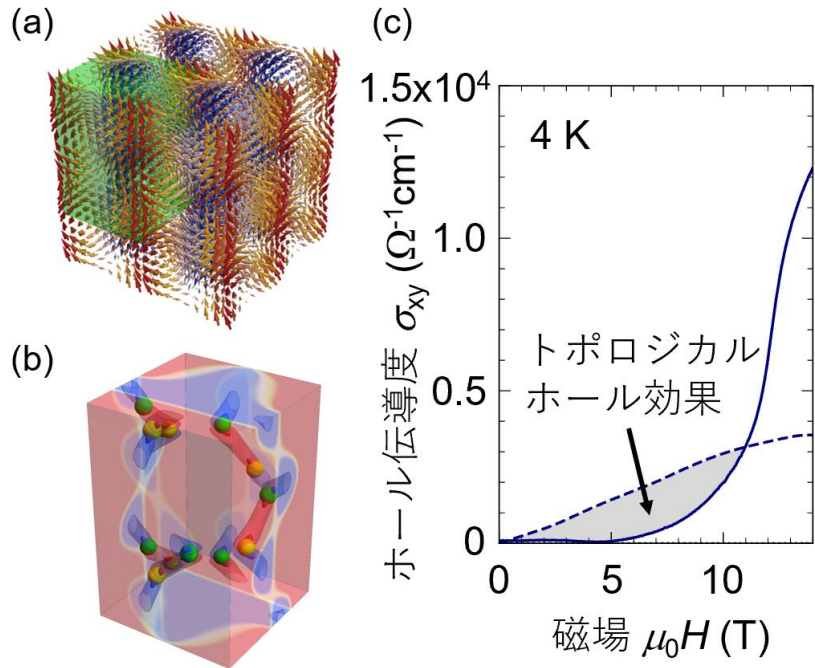 (a)
(b)
(c)
ホール伝導度 σxy (Ω-1cm-1)
1.5x10⁴
1.0
0.5
0
4 K
トポロジカル
ホール効果
0
5
10
磁場 μ₀H (T)